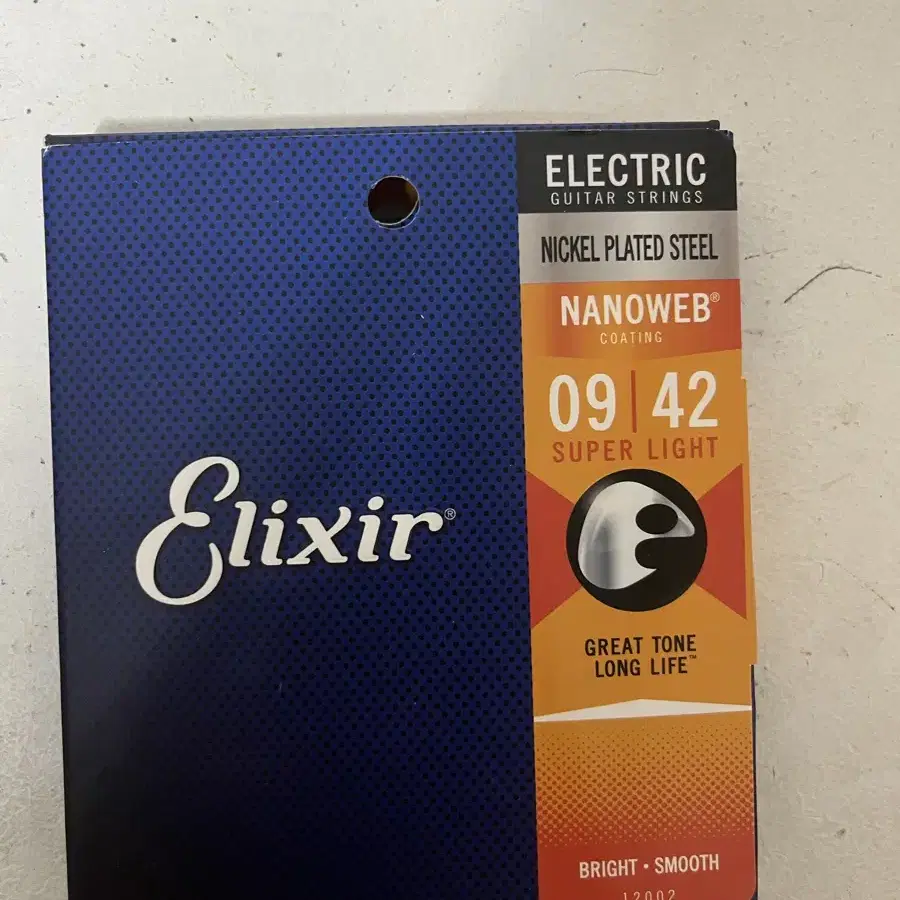 ELECTRIC
GUITAR STRINGS
NICKEL PLATED STEEL
NANOWEB®
COATING
09 | 42
SUPER LIGHT
Elixir®
GREAT TONE
LONG LIFE™
BRIGHT • SMOOTH
12002